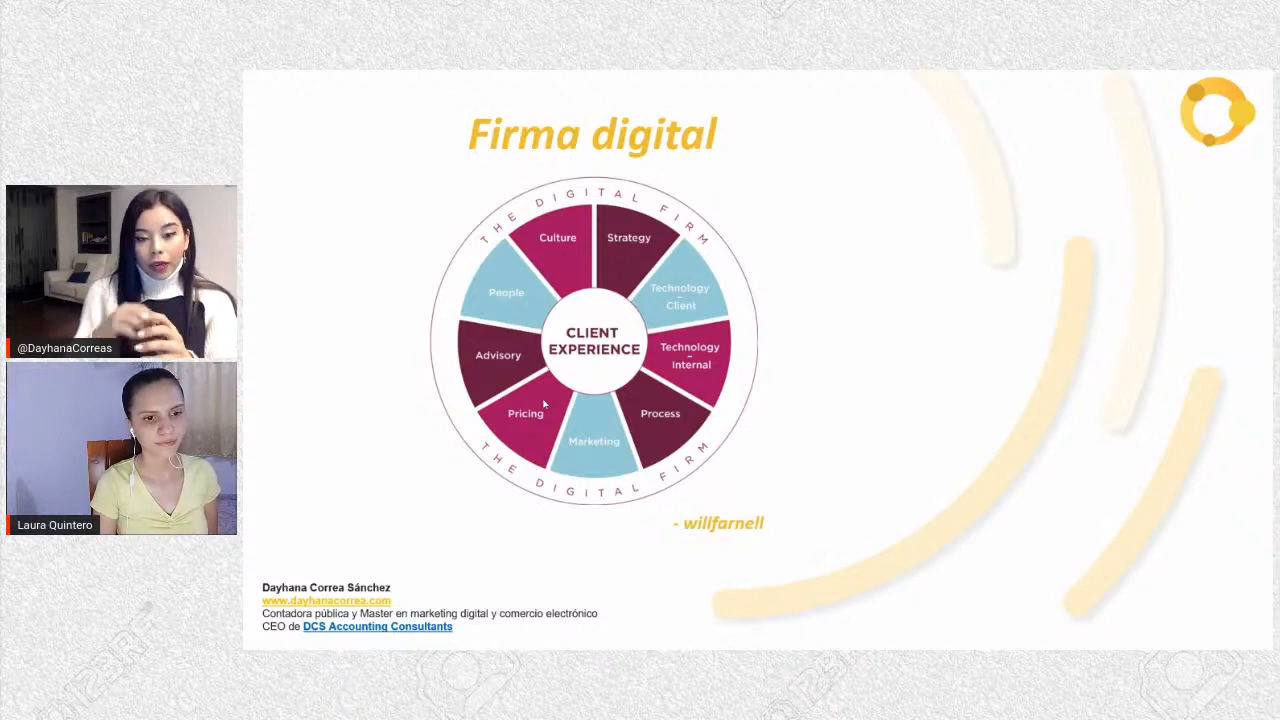 Firma digital
THE DIGITAL FIRM
Culture
Strategy
People
Technology
-
Client
CLIENT
EXPERIENCE
Advisory
Technology
-
Internal
Pricing
Process
Marketing
THE DIGITAL FIRM
- willfarnell
@DayhanaCorreas
Laura Quintero
Dayhana Correa Sánchez
www.dayhanacorrea.com
Contadora pública y Master en marketing digital y comercio electrónico
CEO de DCS Accounting Consultants